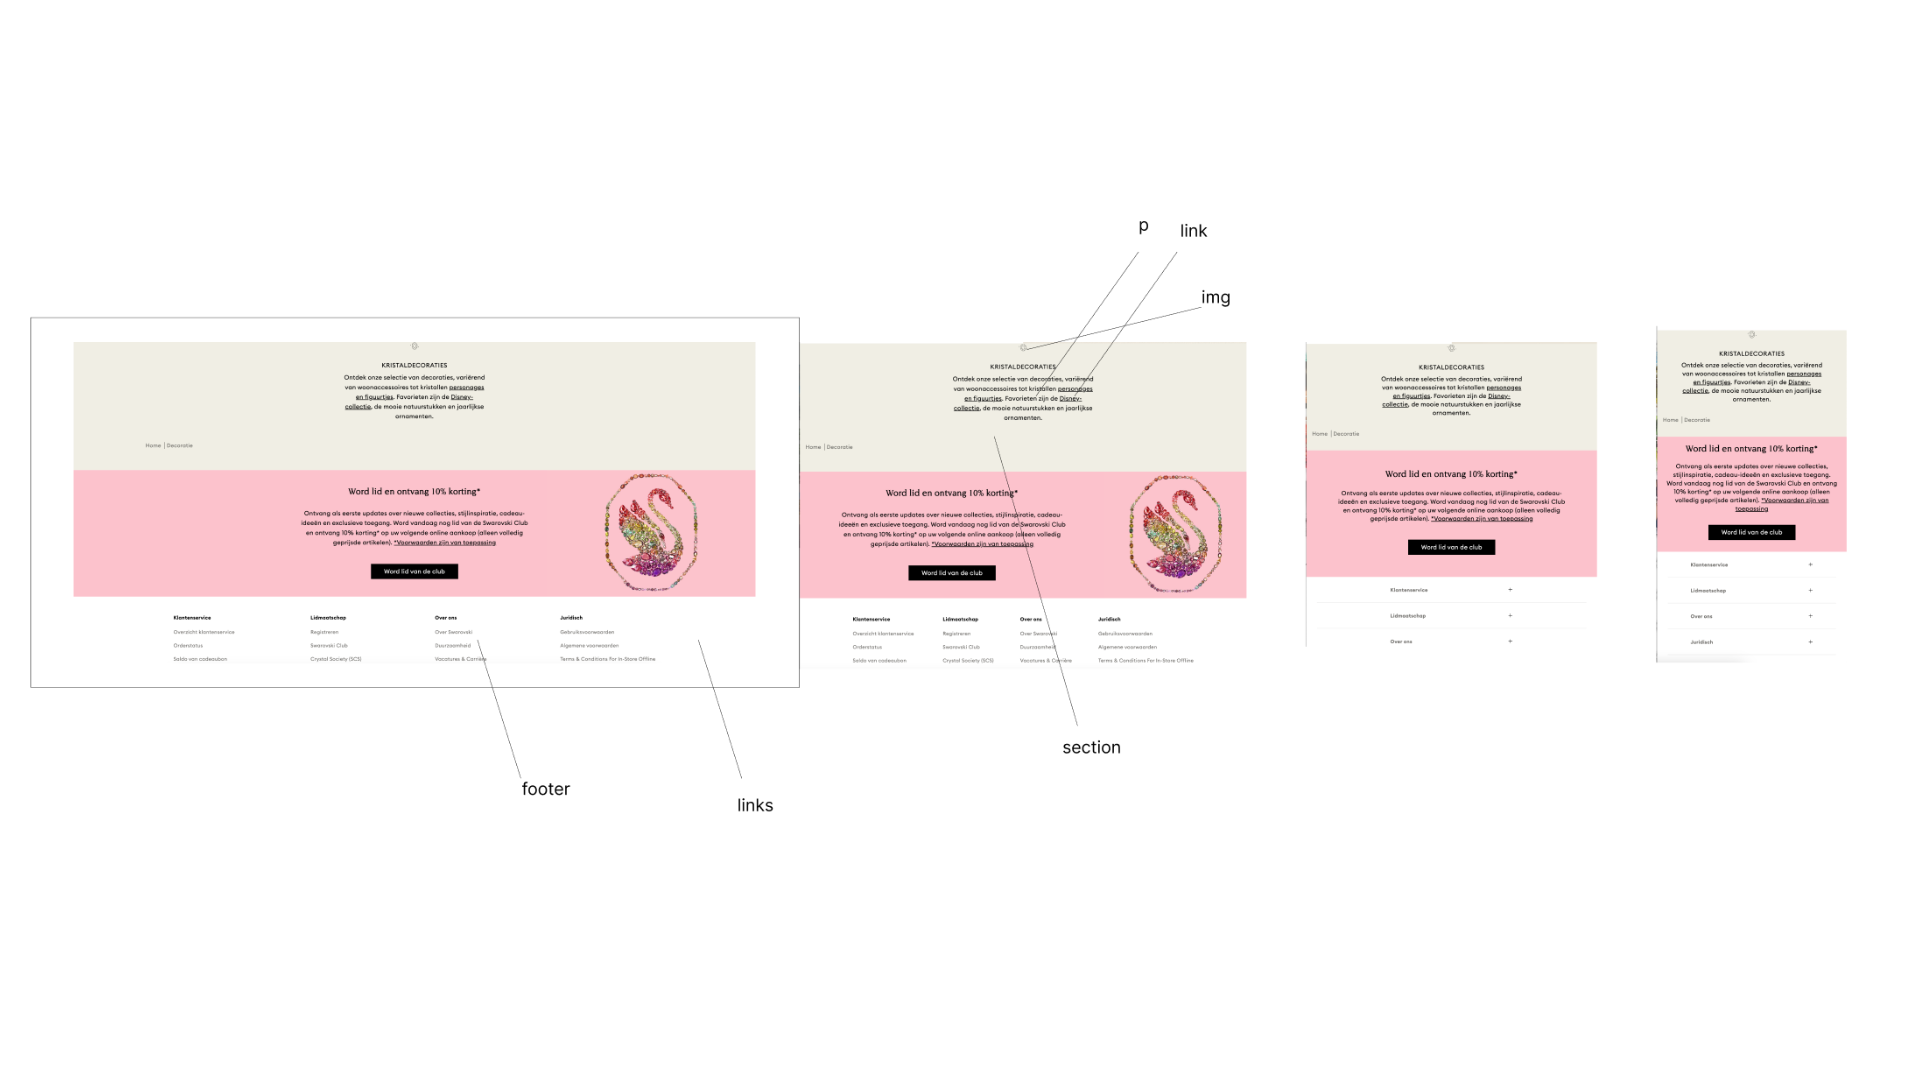 p
link
img
KRISTALDECORATIES
Ontdek onze selectie van decoraties, variërend
van woonaccessoires tot kristallen personages
en figuurtjes. Favorieten zijn de Disney-
collectie, de mooie natuurstukken en jaarlijkse
ornamenten.
Home | Decoratie
Word lid en ontvang 10% korting*
Ontvang als eerste updates over nieuwe collecties, stijlinspiratie, cadeau-
ideeën en exclusieve toegang. Word vandaag nog lid van de Swarovski Club
en ontvang 10% korting* op uw volgende online aankoop (alleen volledig
geprijsde artikelen). *Voorwaarden zijn van toepassing
Word lid van de club
Klantenservice Lidmaatschap Over ons Juridisch
Overzicht klantenservice Registreren Over Swarovski Gebruiksvoorwaarden
Orderstatus Swarovski Club Duurzaamheid Algemene voorwaarden
Saldo van cadeaubon Crystal Society (SCS) Vacatures & Carrière Terms & Conditions For In-Store Offline
KRISTALDECORATIES
Ontdek onze selectie van decoraties, variërend
van woonaccessoires tot kristallen personages
en figuurtjes. Favorieten zijn de Disney-
collectie, de mooie natuurstukken en jaarlijkse
ornamenten.
Home | Decoratie
Word lid en ontvang 10% korting*
Ontvang als eerste updates over nieuwe collecties, stijlinspiratie, cadeau-
ideeën en exclusieve toegang. Word vandaag nog lid van de Swarovski Club
en ontvang 10% korting* op uw volgende online aankoop (alleen volledig
geprijsde artikelen). *Voorwaarden zijn van toepassing
Word lid van de club
Klantenservice Lidmaatschap Over ons Juridisch
Overzicht klantenservice Registreren Over Swarovski Gebruiksvoorwaarden
Orderstatus Swarovski Club Duurzaamheid Algemene voorwaarden
Saldo van cadeaubon Crystal Society (SCS) Vacatures & Carrière Terms & Conditions For In-Store Offline
KRISTALDECORATIES
Ontdek onze selectie van decoraties, variërend
van woonaccessoires tot kristallen personages
en figuurtjes. Favorieten zijn de Disney-
collectie, de mooie natuurstukken en jaarlijkse
ornamenten.
Home | Decoratie
Word lid en ontvang 10% korting*
Ontvang als eerste updates over nieuwe collecties, stijlinspiratie, cadeau-
ideeën en exclusieve toegang. Word vandaag nog lid van de Swarovski Club
en ontvang 10% korting* op uw volgende online aankoop (alleen volledig
geprijsde artikelen). *Voorwaarden zijn van toepassing
Word lid van de club
Klantenservice +
Lidmaatschap +
Over ons +
KRISTALDECORATIES
Ontdek onze selectie van decoraties, variërend
van woonaccessoires tot kristallen personages
en figuurtjes. Favorieten zijn de Disney-
collectie, de mooie natuurstukken en jaarlijkse
ornamenten.
Home | Decoratie
Word lid en ontvang 10% korting*
Ontvang als eerste updates over nieuwe collecties,
stijlinspiratie, cadeau-ideeën en exclusieve toegang.
Word vandaag nog lid van de Swarovski Club en ontvang
10% korting* op uw volgende online aankoop (alleen
volledig geprijsde artikelen). *Voorwaarden zijn van
toepassing
Word lid van de club
Klantenservice +
Lidmaatschap +
Over ons +
Juridisch +
section
footer
links